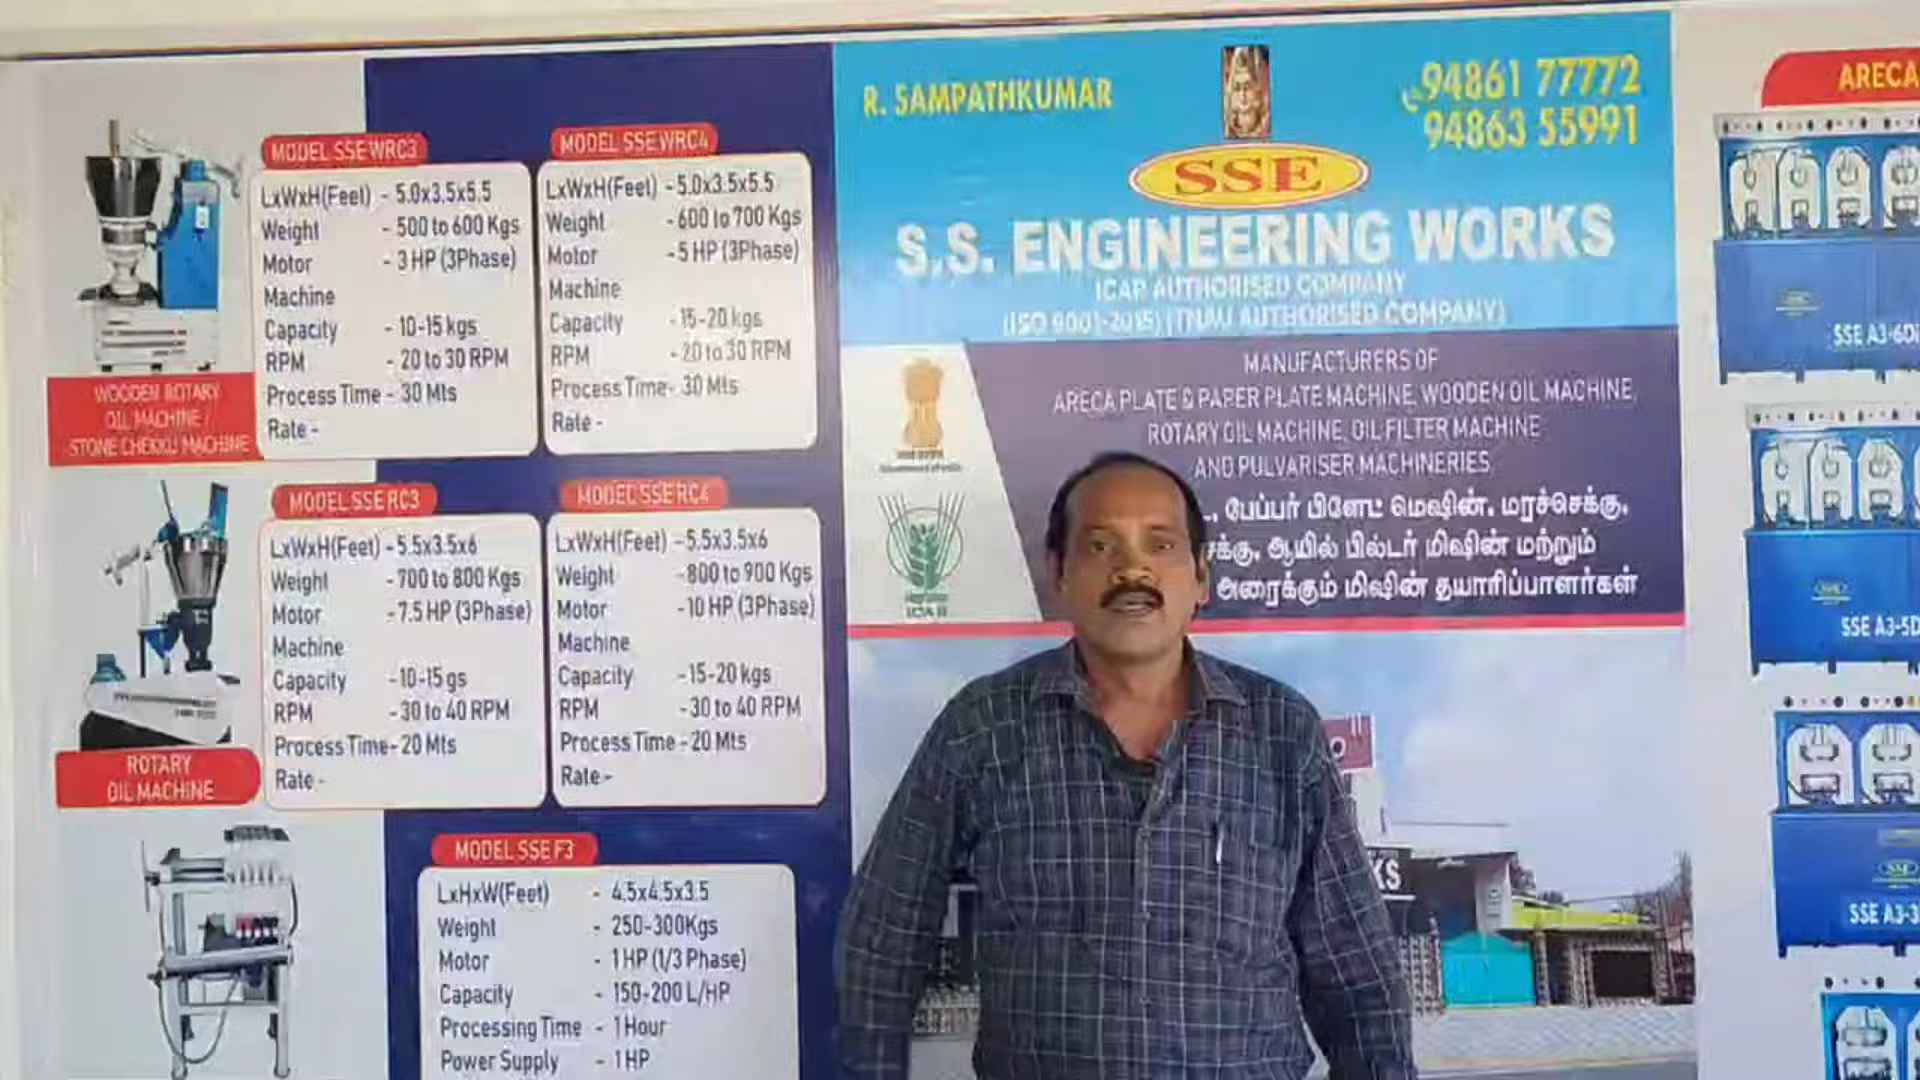 MODEL SSE WRC3
LxWxH(Feet) - 5.0x3.5x5.5
Weight - 500 to 600 Kgs
Motor - 3 HP (3Phase)
Machine
Capacity - 10-15 kgs
RPM - 20 to 30 RPM
Process Time - 30 Mts
Rate -
MODEL SSE WRC4
LxWxH(Feet) - 5.0x3.5x5.5
Weight - 600 to 700 Kgs
Motor - 5 HP (3Phase)
Machine
Capacity - 15-20 kgs
RPM - 20 to 30 RPM
Process Time - 30 Mts
Rate -
WOODEN ROTARY
OIL MACHINE /
STONE CHEKKU MACHINE
MODEL SSE RC3
LxWxH(Feet) - 5.5x3.5x6
Weight - 700 to 800 Kgs
Motor - 7.5 HP (3Phase)
Machine
Capacity - 10-15 gs
RPM - 30 to 40 RPM
Process Time - 20 Mts
Rate -
MODEL SSE RC4
LxWxH(Feet) - 5.5x3.5x6
Weight - 800 to 900 Kgs
Motor - 10 HP (3Phase)
Machine
Capacity - 15-20 kgs
RPM - 30 to 40 RPM
Process Time - 20 Mts
Rate -
ROTARY
OIL MACHINE
MODEL SSE F3
LxHxW(Feet) - 4.5x4.5x3.5
Weight - 250-300Kgs
Motor - 1 HP (1/3 Phase)
Capacity - 150-200 L/HP
Processing Time - 1 Hour
Power Supply - 1 HP
R. SAMPATHKUMAR
94861 77772
94863 55991
SSE
S.S. ENGINEERING WORKS
ICAR AUTHORISED COMPANY
(ISO 9001-2015) (TNAU AUTHORISED COMPANY)
MANUFACTURERS OF
ARECA PLATE & PAPER PLATE MACHINE, WOODEN OIL MACHINE,
ROTARY OIL MACHINE, OIL FILTER MACHINE
AND PULVARISER MACHINERIES
பேப்பர் பிளேட் மெஷின், மரச்செக்கு,
ஆயில் பில்டர் மிஷின் மற்றும்
அரைக்கும் மிஷின் தயாரிப்பாளர்கள்
KS
ARECA
SSE A3-6Di
SSE A3-5D
SSE
SSE A3-3